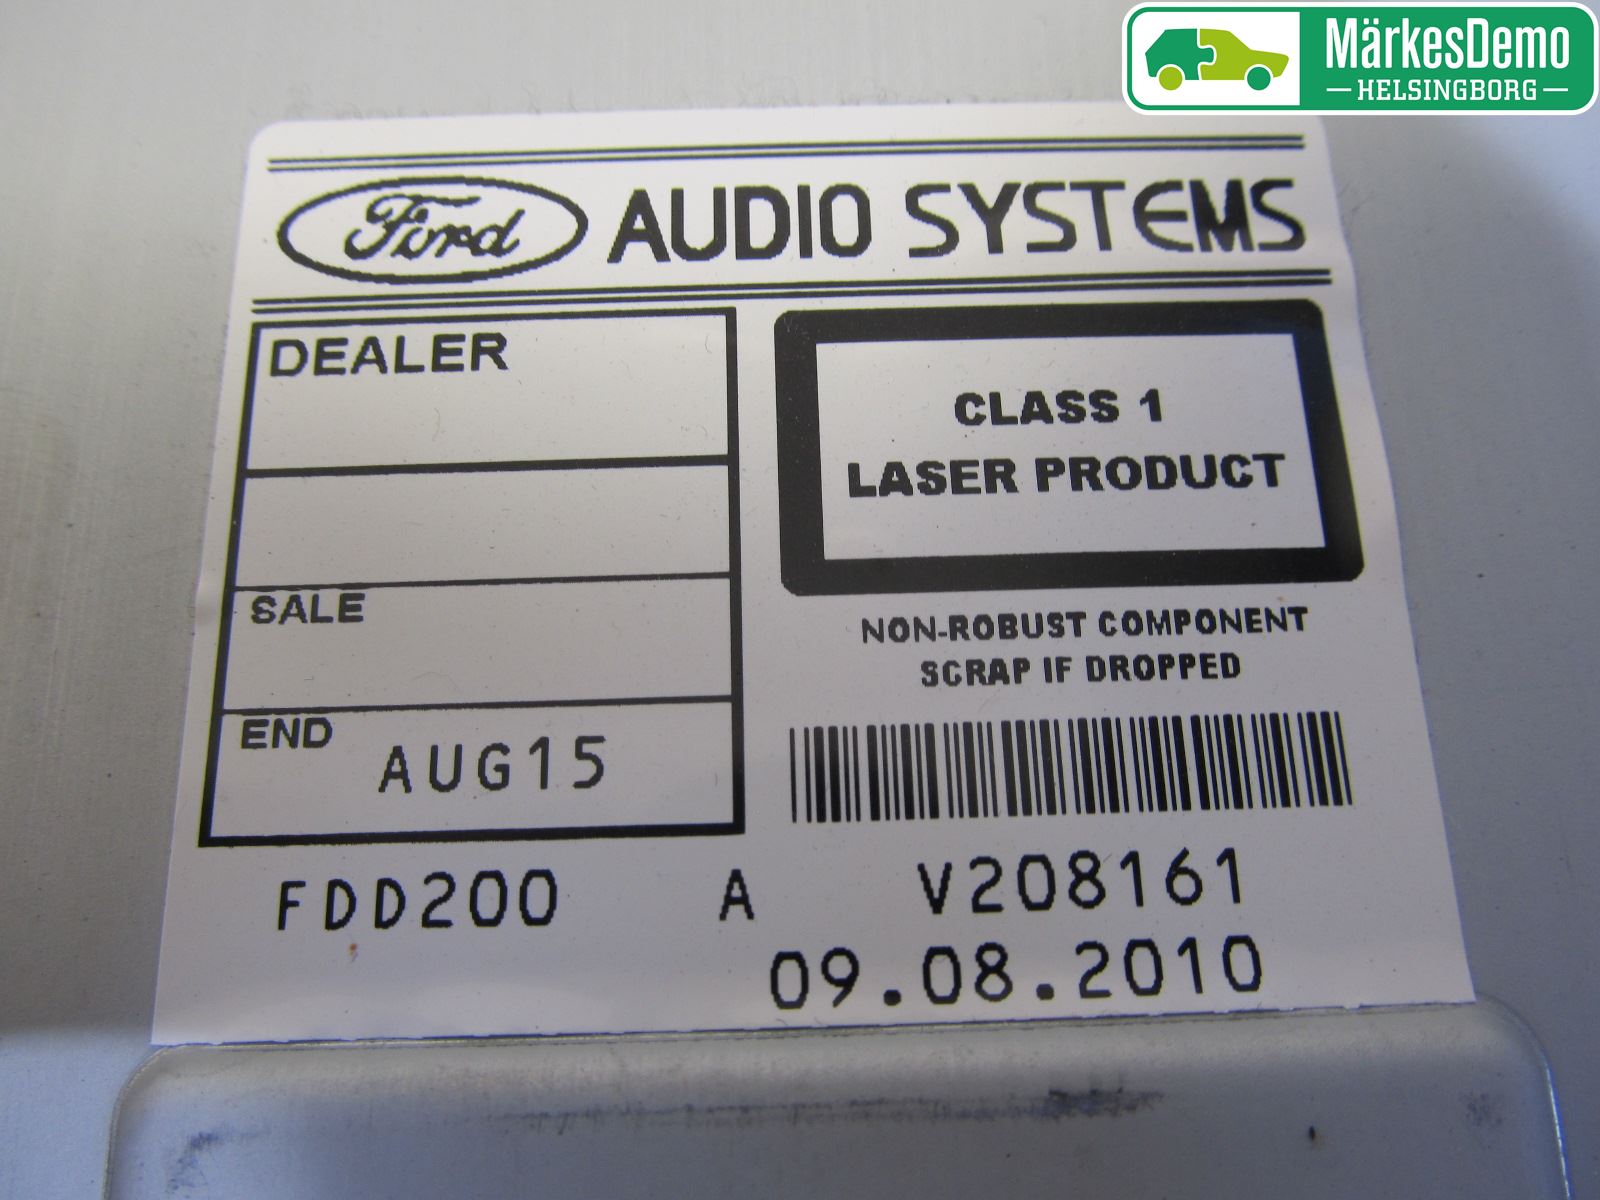 MärkesDemo
HELSINGBORG
Ford AUDIO SYSTEMS
DEALER
SALE
END AUG15
CLASS 1
LASER PRODUCT
NON-ROBUST COMPONENT
SCRAP IF DROPPED
FDD200 A V208161
09.08.2010